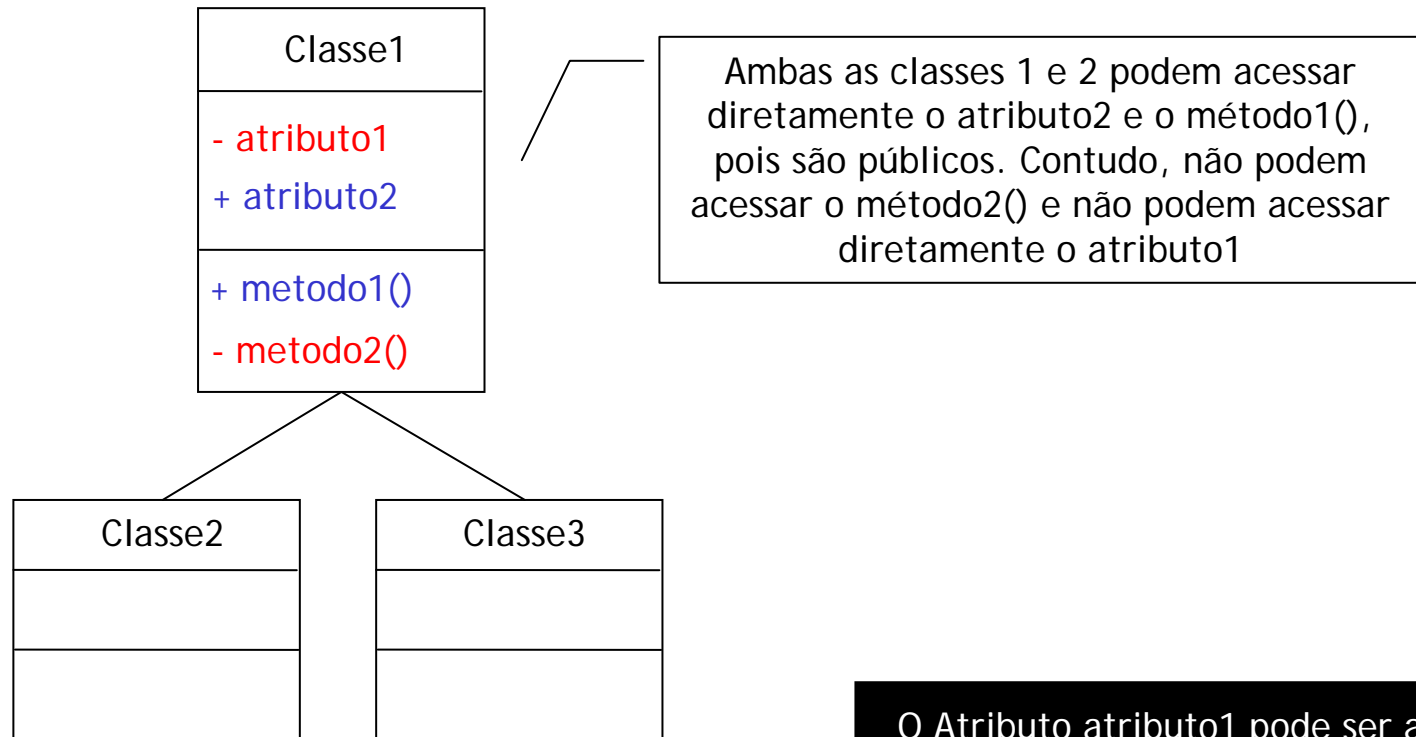 Classe1
- atributo1
+ atributo2
+ metodo1()
- metodo2()
Ambas as classes 1 e 2 podem acessar
diretamente o atributo2 e o método1(),
pois são públicos. Contudo, não podem
acessar o método2() e não podem acessar
diretamente o atributo1
Classe2
Classe3
O Atributo atributo1 pode ser a